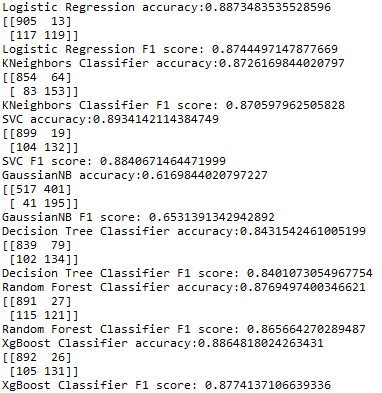 Logistic Regression accuracy:0.8873483535528596
[[905  13]
 [117 119]]
Logistic Regression F1 score: 0.8744497147877669
KNeighbors Classifier accuracy:0.8726169844020797
[[854  64]
 [ 83 153]]
KNeighbors Classifier F1 score: 0.870597962505828
SVC accuracy:0.8934142114384749
[[899  19]
 [104 132]]
SVC F1 score: 0.8840671464471999
GaussianNB accuracy:0.6169844020797227
[[517 401]
 [ 41 195]]
GaussianNB F1 score: 0.6531391342942892
Decision Tree Classifier accuracy:0.8431542461005199
[[839  79]
 [102 134]]
Decision Tree Classifier F1 score: 0.8401073054967754
Random Forest Classifier accuracy:0.8769497400346621
[[891  27]
 [115 121]]
Random Forest Classifier F1 score: 0.865664270289487
XgBoost Classifier accuracy:0.8864818024263431
[[892  26]
 [105 131]]
XgBoost Classifier F1 score: 0.8774137106639336